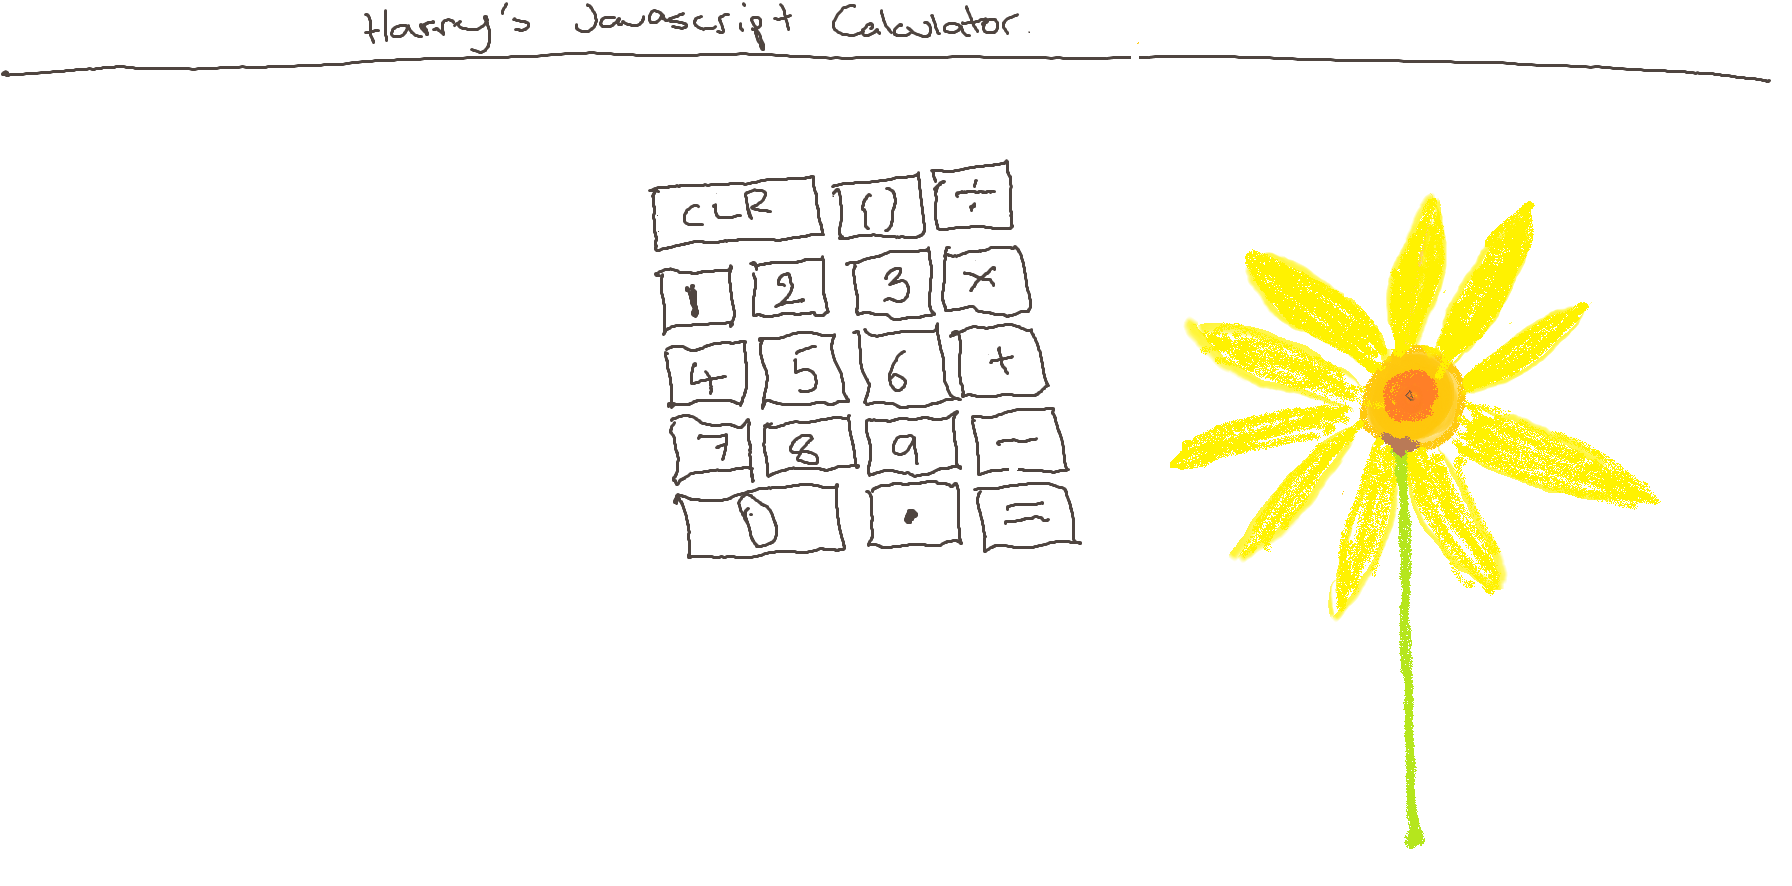 Harry's Javascript Calculator.
CLR () ÷
1 2 3 ×
4 5 6 +
7 8 9 −
0 . =